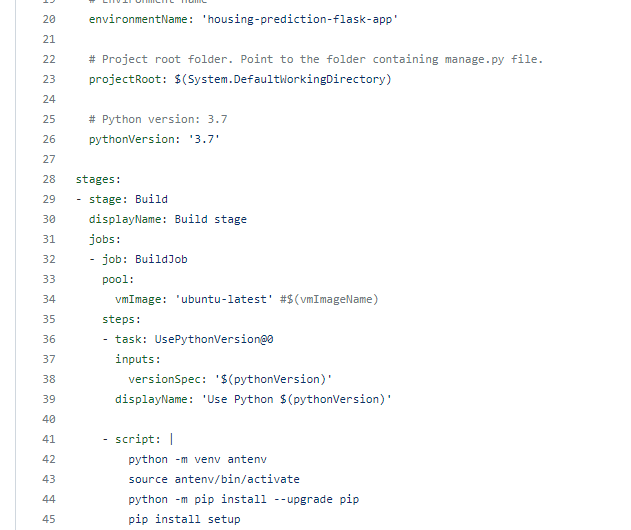 19 # Environment name
20 environmentName: 'housing-prediction-flask-app'
21
22 # Project root folder. Point to the folder containing manage.py file.
23 projectRoot: $(System.DefaultWorkingDirectory)
24
25 # Python version: 3.7
26 pythonVersion: '3.7'
27
28 stages:
29 - stage: Build
30 displayName: Build stage
31 jobs:
32 - job: BuildJob
33 pool:
34 vmImage: 'ubuntu-latest' #$(vmImageName)
35 steps:
36 - task: UsePythonVersion@0
37 inputs:
38 versionSpec: '$(pythonVersion)'
39 displayName: 'Use Python $(pythonVersion)'
40
41 - script: |
42 python -m venv antenv
43 source antenv/bin/activate
44 python -m pip install --upgrade pip
45 pip install setup